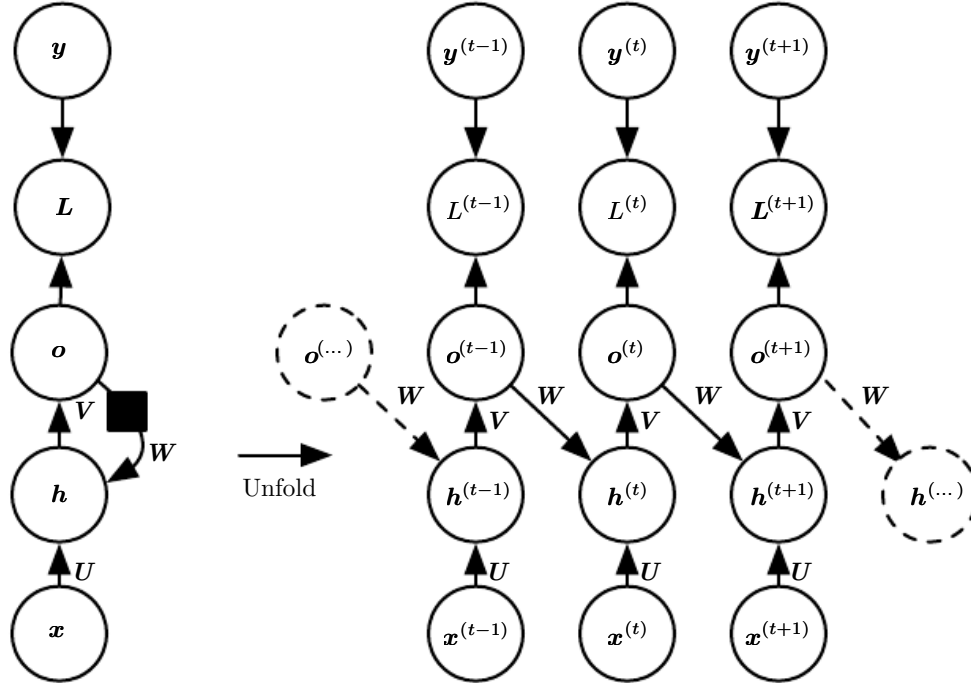 y y^(t−1) y^(t) y^(t+1)
L L^(t−1) L^(t) L^(t+1)
o o^(...) o^(t−1) o^(t) o^(t+1)
W W W
V V V V
W
Unfold
h h^(t−1) h^(t) h^(t+1) h^(...)
U U U U
x x^(t−1) x^(t) x^(t+1)